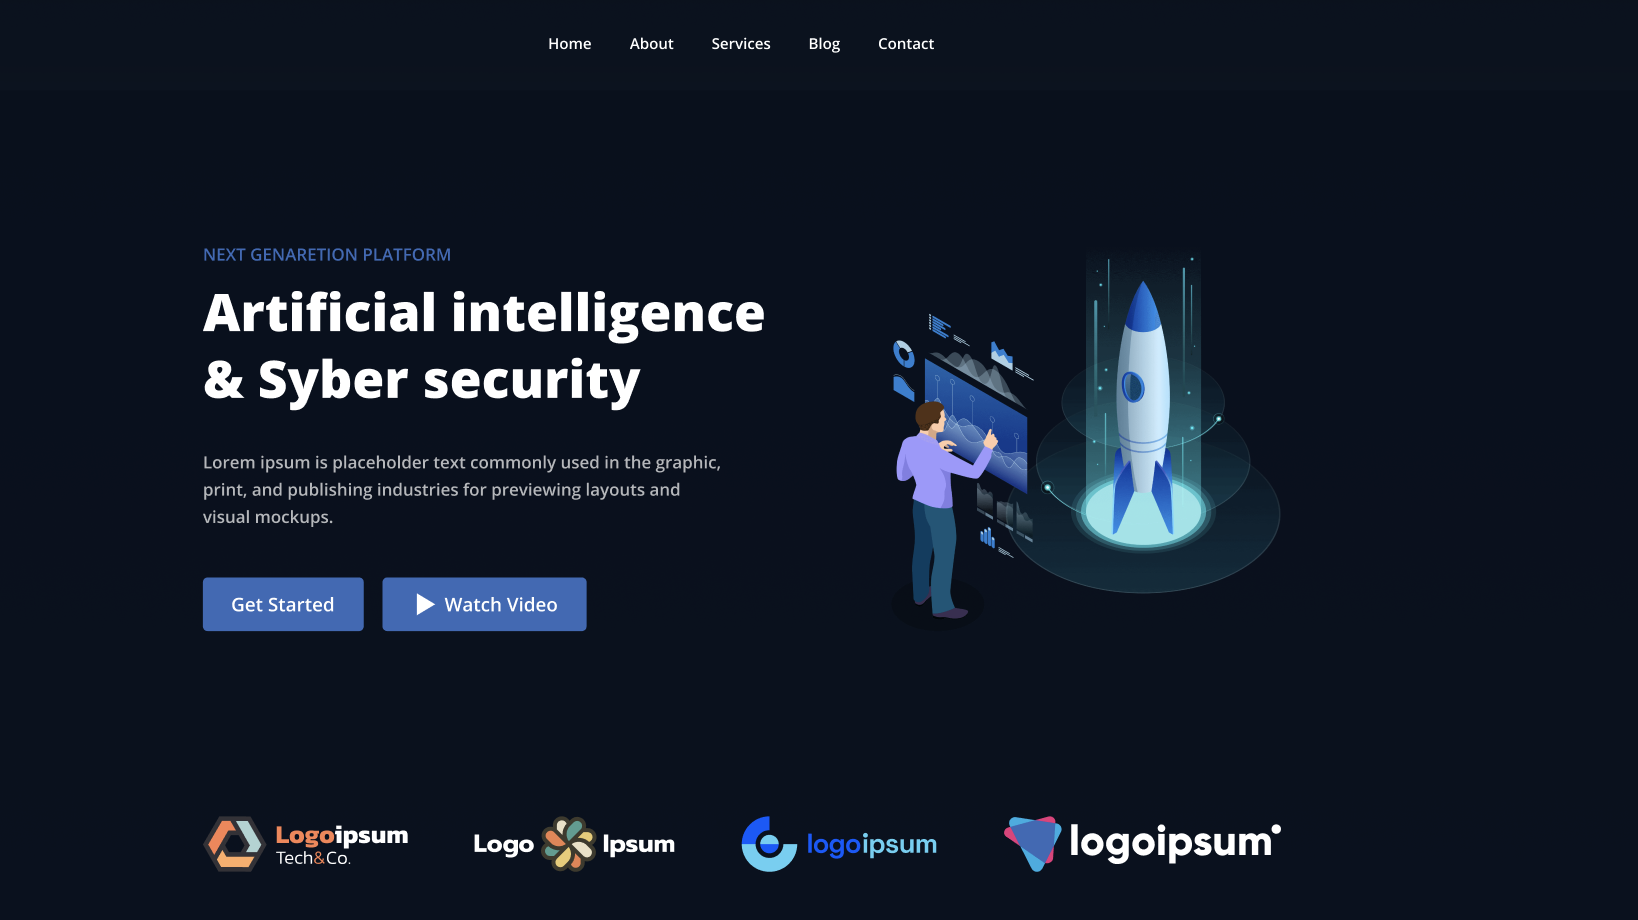 Home About Services Blog Contact
NEXT GENARETION PLATFORM
Artificial intelligence
& Syber security
Lorem ipsum is placeholder text commonly used in the graphic,
print, and publishing industries for previewing layouts and
visual mockups.
Get Started Watch Video
Logoipsum
Tech&Co.
Logo Ipsum
logoipsum
logoipsum